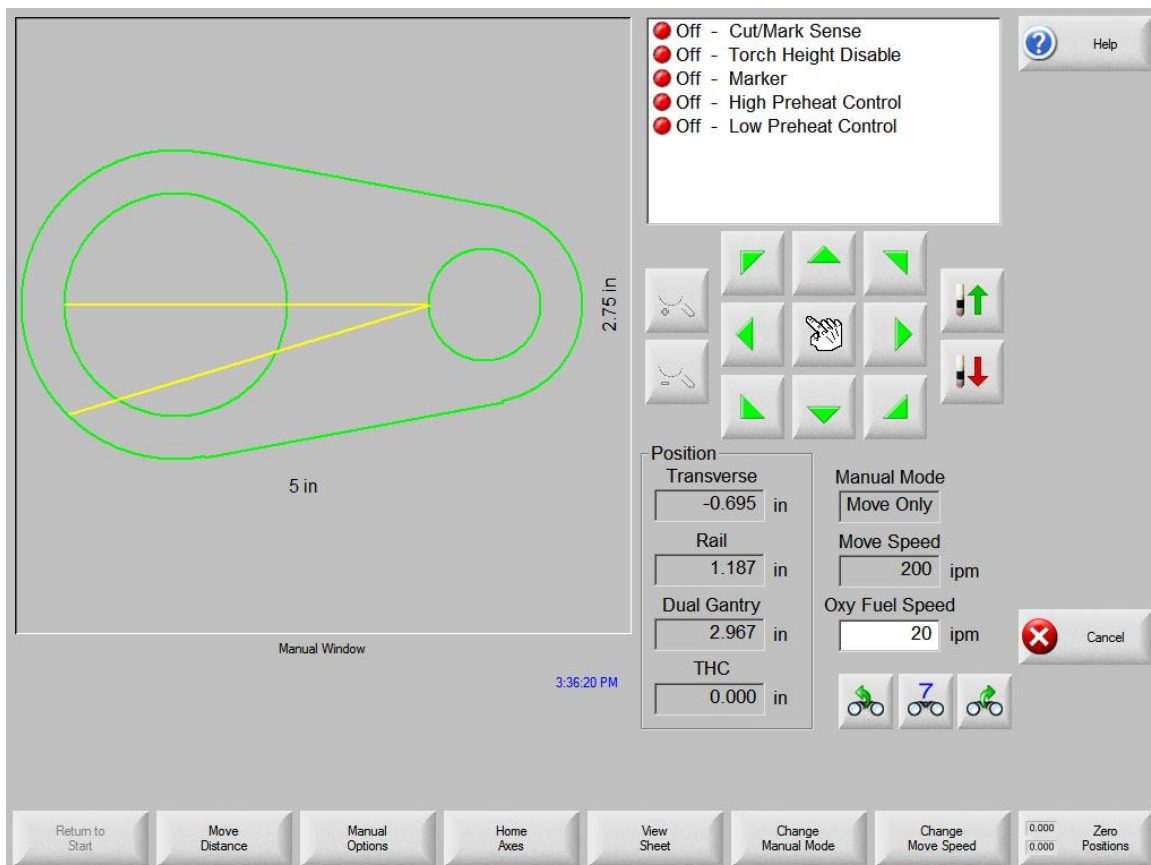 Off - Cut/Mark Sense
Off - Torch Height Disable
Off - Marker
Off - High Preheat Control
Off - Low Preheat Control
Help
2.75 in
5 in
Manual Window
3:36:20 PM
Position
Transverse
-0.695 in
Rail
1.187 in
Dual Gantry
2.967 in
THC
0.000 in
Manual Mode
Move Only
Move Speed
200 ipm
Oxy Fuel Speed
20 ipm
7
Cancel
Return to
Start
Move
Distance
Manual
Options
Home
Axes
View
Sheet
Change
Manual Mode
Change
Move Speed
0.000
0.000
Zero
Positions